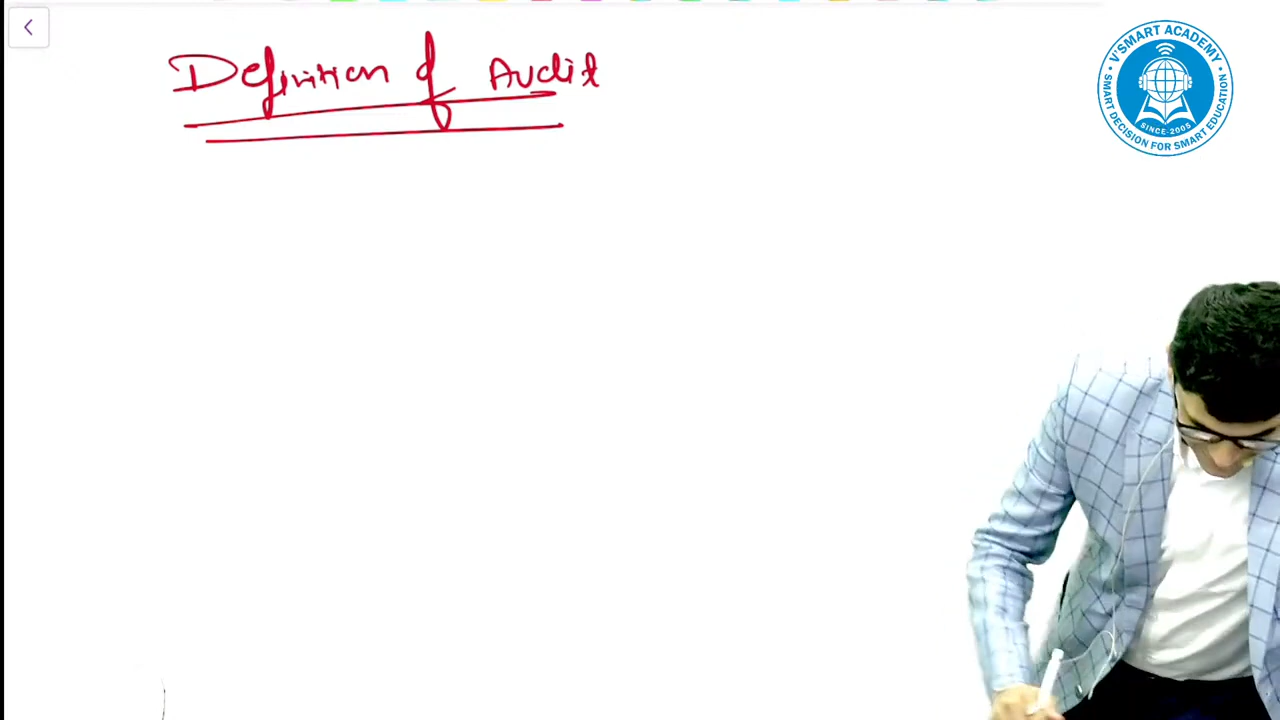 Definition of Audit
V'SMART ACADEMY
SINCE-2005
SMART DECISION FOR SMART EDUCATION